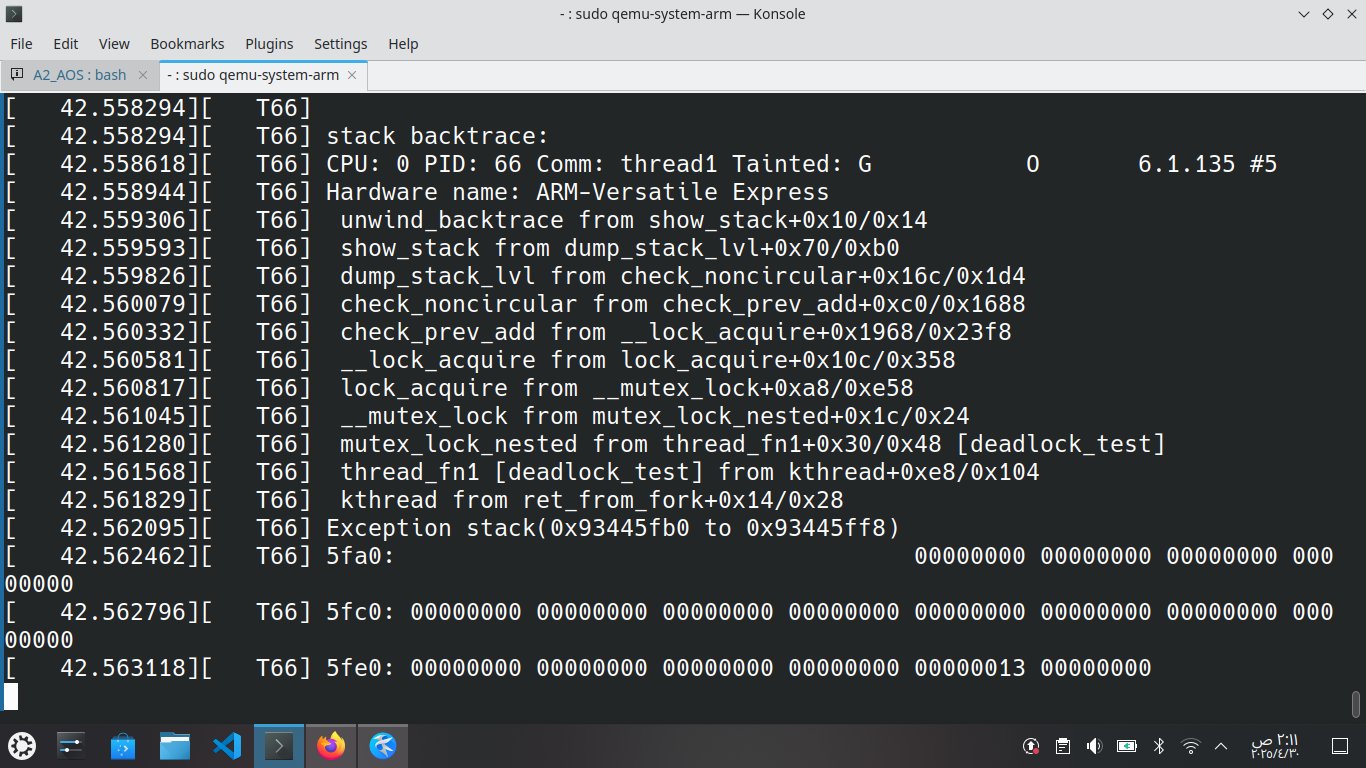 - : sudo qemu-system-arm — Konsole
File Edit View Bookmarks Plugins Settings Help
A2_AOS : bash
- : sudo qemu-system-arm
[   42.558294][   T66]
[   42.558294][   T66] stack backtrace:
[   42.558618][   T66] CPU: 0 PID: 66 Comm: thread1 Tainted: G           O       6.1.135 #5
[   42.558944][   T66] Hardware name: ARM-Versatile Express
[   42.559306][   T66]  unwind_backtrace from show_stack+0x10/0x14
[   42.559593][   T66]  show_stack from dump_stack_lvl+0x70/0xb0
[   42.559826][   T66]  dump_stack_lvl from check_noncircular+0x16c/0x1d4
[   42.560079][   T66]  check_noncircular from check_prev_add+0xc0/0x1688
[   42.560332][   T66]  check_prev_add from __lock_acquire+0x1968/0x23f8
[   42.560581][   T66]  __lock_acquire from lock_acquire+0x10c/0x358
[   42.560817][   T66]  lock_acquire from __mutex_lock+0xa8/0xe58
[   42.561045][   T66]  __mutex_lock from mutex_lock_nested+0x1c/0x24
[   42.561280][   T66]  mutex_lock_nested from thread_fn1+0x30/0x48 [deadlock_test]
[   42.561568][   T66]  thread_fn1 [deadlock_test] from kthread+0xe8/0x104
[   42.561829][   T66]  kthread from ret_from_fork+0x14/0x28
[   42.562095][   T66] Exception stack(0x93445fb0 to 0x93445ff8)
[   42.562462][   T66] 5fa0:                                     00000000 00000000 00000000 000
00000
[   42.562796][   T66] 5fc0: 00000000 00000000 00000000 00000000 00000000 00000000 00000000 000
00000
[   42.563118][   T66] 5fe0: 00000000 00000000 00000000 00000000 00000013 00000000
٢:١١ ص
٢٠٢٥/٤/٣٠